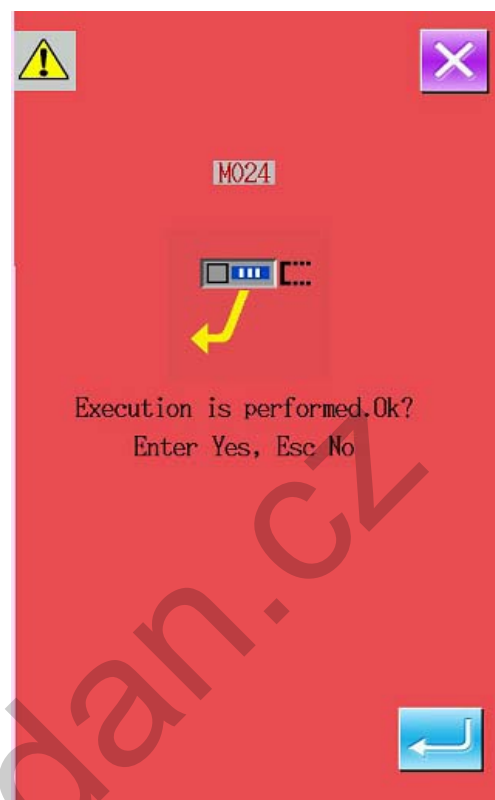 M024
Execution is performed.Ok?
Enter Yes, Esc No
dan.cz